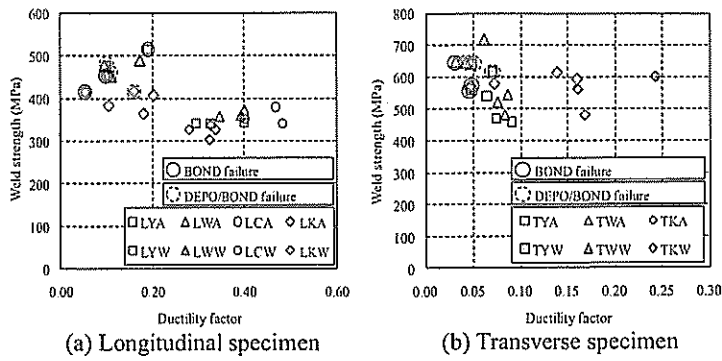 600
500
400
300
200
100
0
Weld strength (MPa)
BOND failure
DEPO/BOND failure
LYA LWA LCA LKA
LYW LWW LCW LKW
0.00 0.20 0.40 0.60
Ductility factor
(a) Longitudinal specimen
800
700
600
500
400
300
200
100
0
Weld strength (MPa)
BOND failure
DEPO/BOND failure
TYA TWA TKA
TYW TWW TKW
0.00 0.05 0.10 0.15 0.20 0.25 0.30
Ductility factor
(b) Transverse specimen